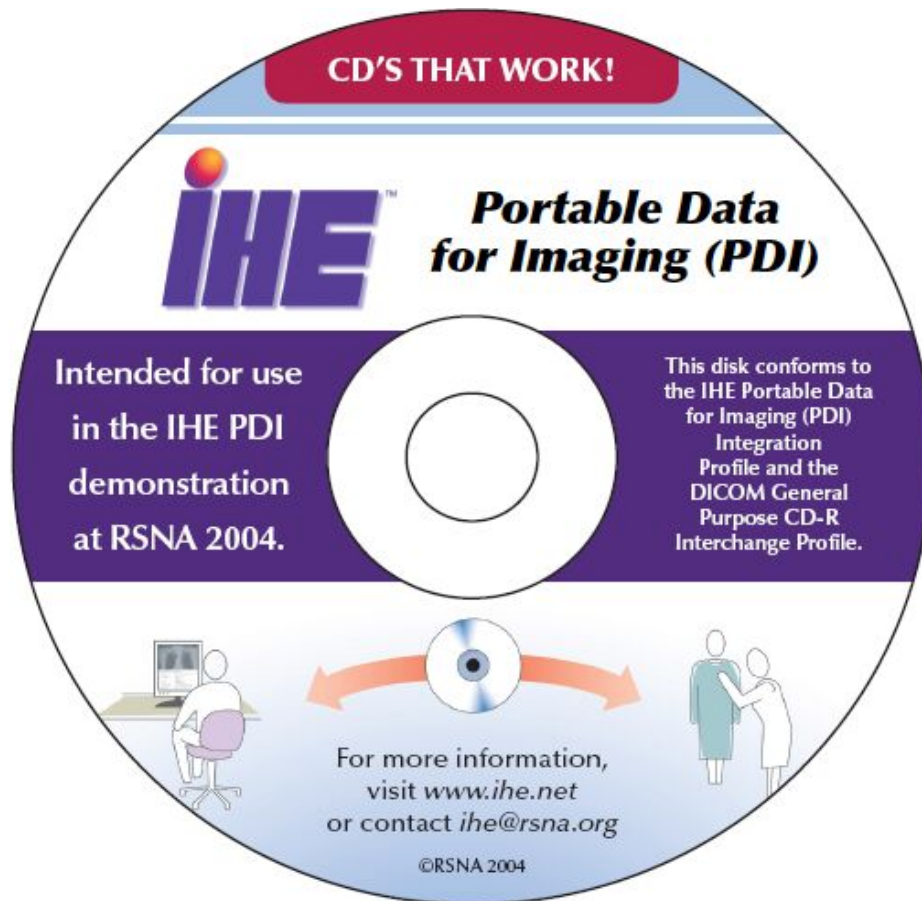 CD'S THAT WORK!
iHE™
Portable Data
for Imaging (PDI)
Intended for use
in the IHE PDI
demonstration
at RSNA 2004.
This disk conforms to
the IHE Portable Data
for Imaging (PDI)
Integration
Profile and the
DICOM General
Purpose CD-R
Interchange Profile.
For more information,
visit www.ihe.net
or contact ihe@rsna.org
©RSNA 2004